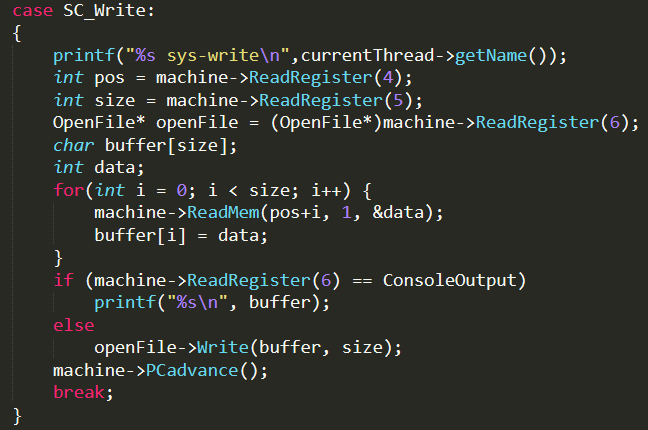 case SC_Write:
{
    printf("%s sys-write\n",currentThread->getName());
    int pos = machine->ReadRegister(4);
    int size = machine->ReadRegister(5);
    OpenFile* openFile = (OpenFile*)machine->ReadRegister(6);
    char buffer[size];
    int data;
    for(int i = 0; i < size; i++) {
        machine->ReadMem(pos+i, 1, &data);
        buffer[i] = data;
    }
    if (machine->ReadRegister(6) == ConsoleOutput)
        printf("%s\n", buffer);
    else
        openFile->Write(buffer, size);
    machine->PCadvance();
    break;
}